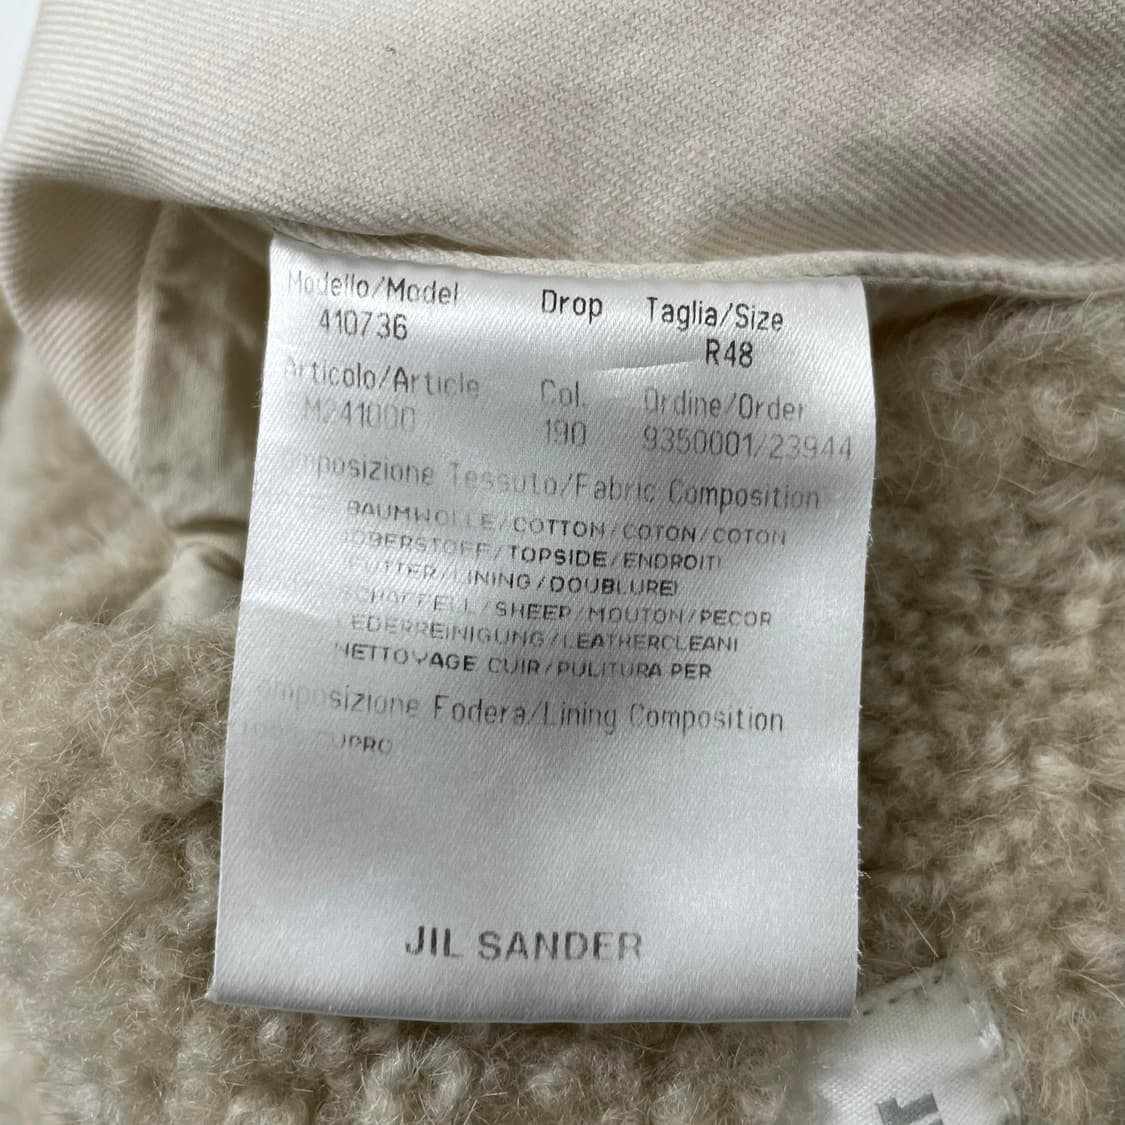 Modello/Model Drop Taglia/Size
410736 R48
Articolo/Article Col. Ordine/Order
M241000 190 9350001/23944
mposizione Tessuto/Fabric Composition
BAUMWOLLE/COTTON/COTON/COTON
(OBERSTOFF/TOPSIDE/ENDROIT)
(FUTTER/LINING/DOUBLURE)
SCHAFFELL/SHEEP/MOUTON/PECOR
LEDERREINIGUNG/LEATHERCLEANI
NETTOYAGE CUIR/PULITURA PER
omposizione Fodera/Lining Composition
CUPRO
JIL SANDER